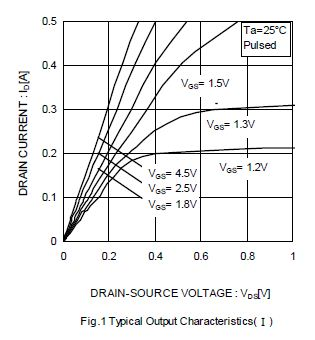 0.5
Ta=25°C
Pulsed
0.4
VGS= 1.5V
0.3
VGS= 1.3V
0.2
VGS= 1.2V
VGS= 4.5V
VGS= 2.5V
0.1
VGS= 1.8V
0
0
0.2
0.4
0.6
0.8
1
DRAIN CURRENT : ID[A]
DRAIN-SOURCE VOLTAGE : VDS[V]
Fig.1 Typical Output Characteristics(Ⅰ)